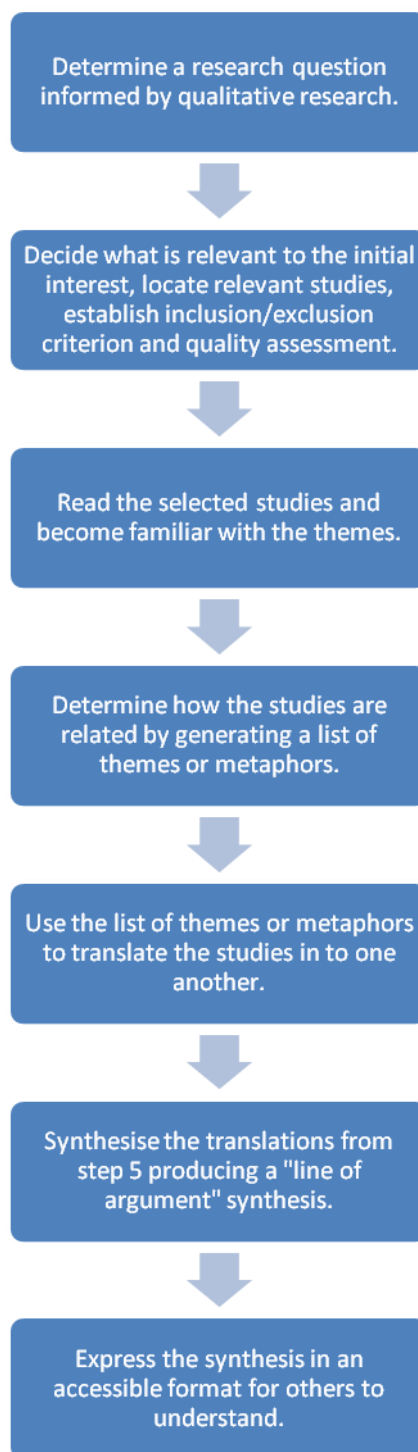 Determine a research question
informed by qualitative research.
Decide what is relevant to the initial
interest, locate relevant studies,
establish inclusion/exclusion
criterion and quality assessment.
Read the selected studies and
become familiar with the themes.
Determine how the studies are
related by generating a list of
themes or metaphors.
Use the list of themes or metaphors
to translate the studies in to one
another.
Synthesise the translations from
step 5 producing a "line of
argument" synthesis.
Express the synthesis in an
accessible format for others to
understand.